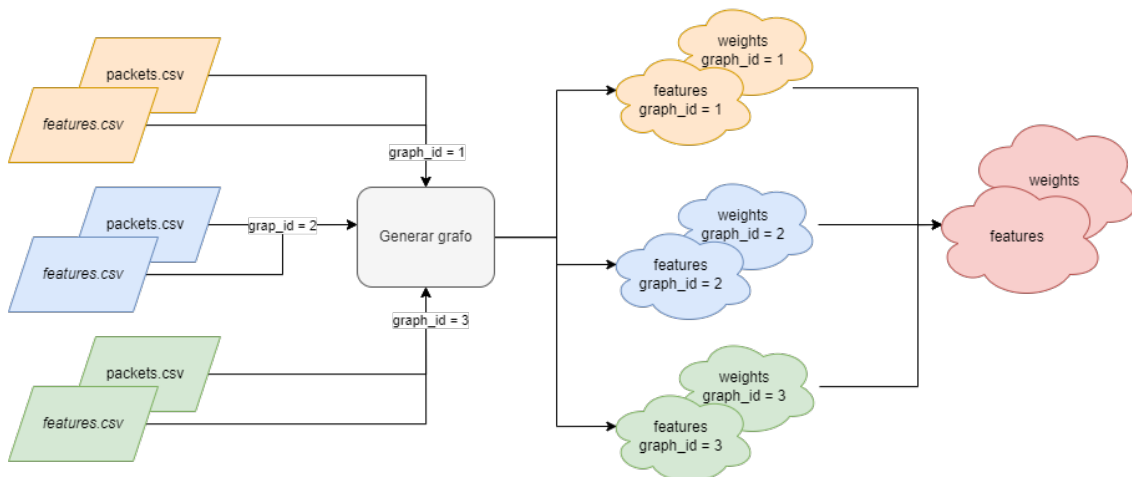 packets.csv
features.csv
graph_id = 1
packets.csv
features.csv
grap_id = 2
packets.csv
features.csv
graph_id = 3
Generar grafo
weights
graph_id = 1
features
graph_id = 1
weights
graph_id = 2
features
graph_id = 2
weights
graph_id = 3
features
graph_id = 3
weights
features